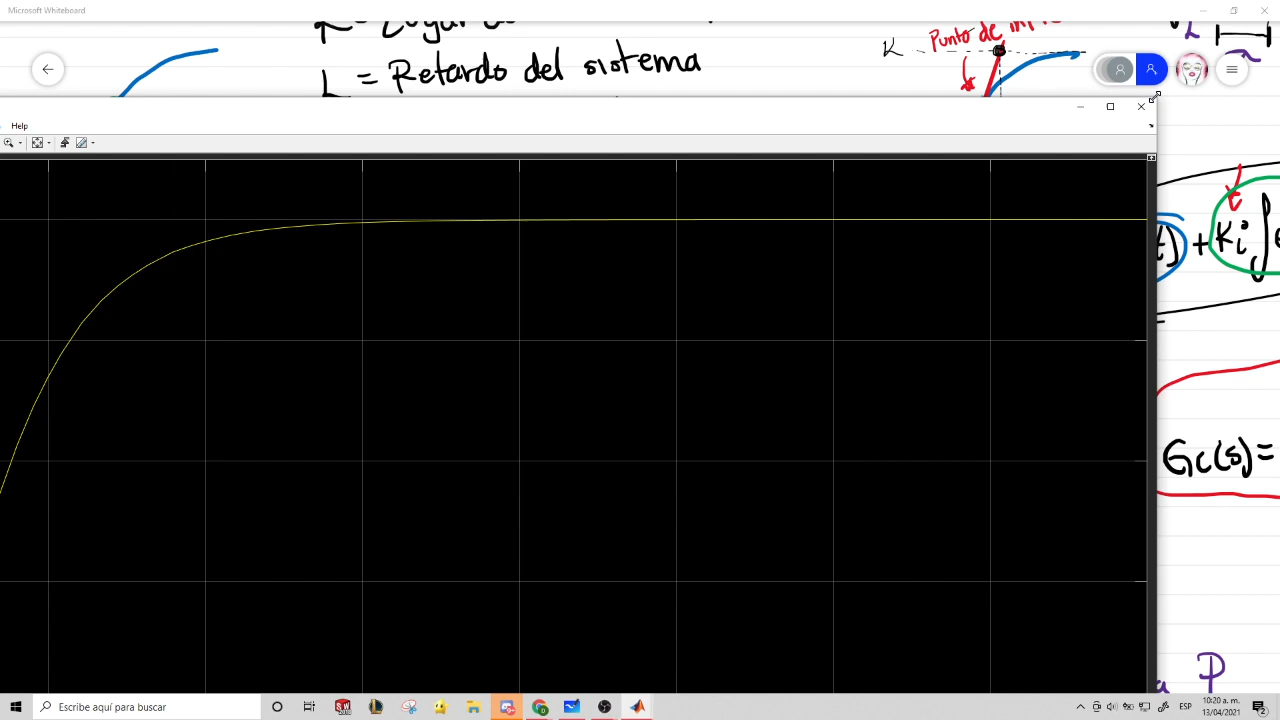 Microsoft Whiteboard
L = Retardo del sistema
K
Punto de
L
Help
+ Ki
Gc(s)=
P
Escribe aquí para buscar
ESP
10:20 a. m.
13/04/2021
2